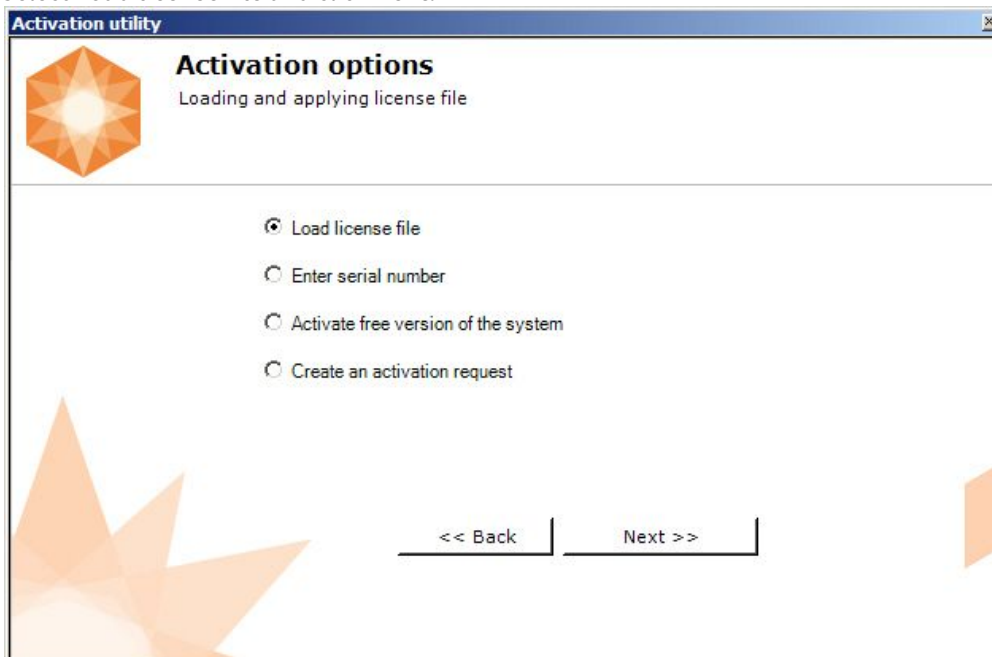 Activation utility
Activation options
Loading and applying license file
Load license file
Enter serial number
Activate free version of the system
Create an activation request
<< Back
Next >>